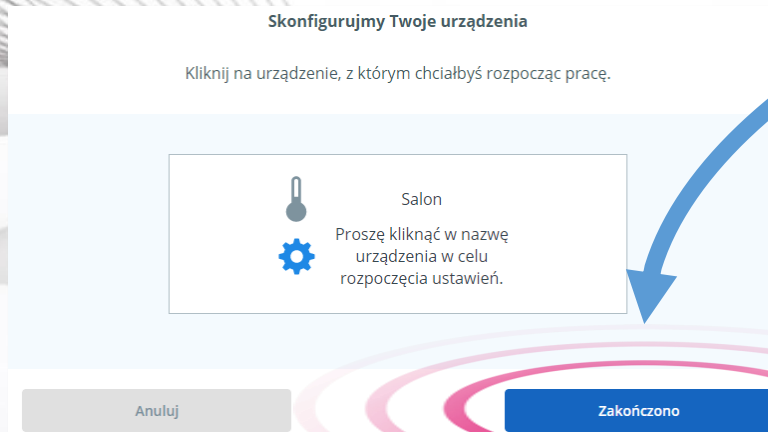 Skonfigurujmy Twoje urządzenia
Kliknij na urządzenie, z którym chciałbyś rozpocząc pracę.
Salon
Proszę kliknąć w nazwę
urządzenia w celu
rozpoczęcia ustawień.
Anuluj
Zakończono